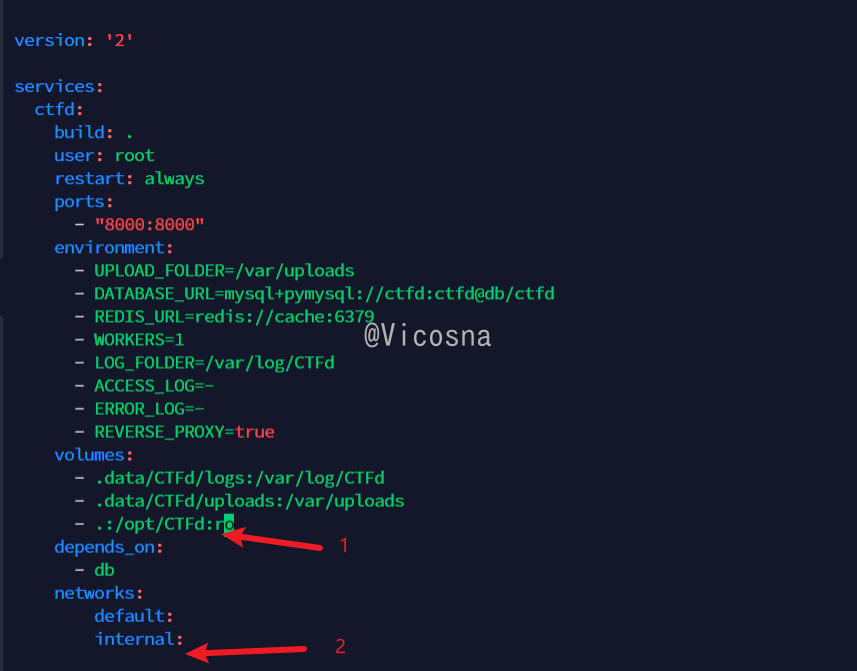 version: '2'
services:
  ctfd:
    build: .
    user: root
    restart: always
    ports:
      - "8000:8000"
    environment:
      - UPLOAD_FOLDER=/var/uploads
      - DATABASE_URL=mysql+pymysql://ctfd:ctfd@db/ctfd
      - REDIS_URL=redis://cache:6379
      - WORKERS=1
@Vicosna
      - LOG_FOLDER=/var/log/CTFd
      - ACCESS_LOG=-
      - ERROR_LOG=-
      - REVERSE_PROXY=true
    volumes:
      - .data/CTFd/logs:/var/log/CTFd
      - .data/CTFd/uploads:/var/uploads
      - .:/opt/CTFd:ro
1
    depends_on:
      - db
    networks:
        default:
        internal:
2